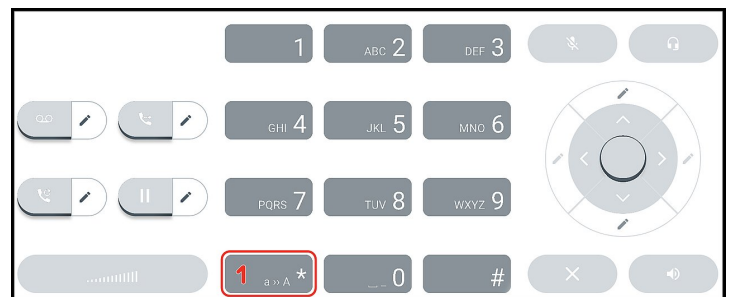 1 ABC 2 DEF 3
GHI 4 JKL 5 MNO 6
PQRS 7 TUV 8 WXYZ 9
1 a»A * _ _ 0 #